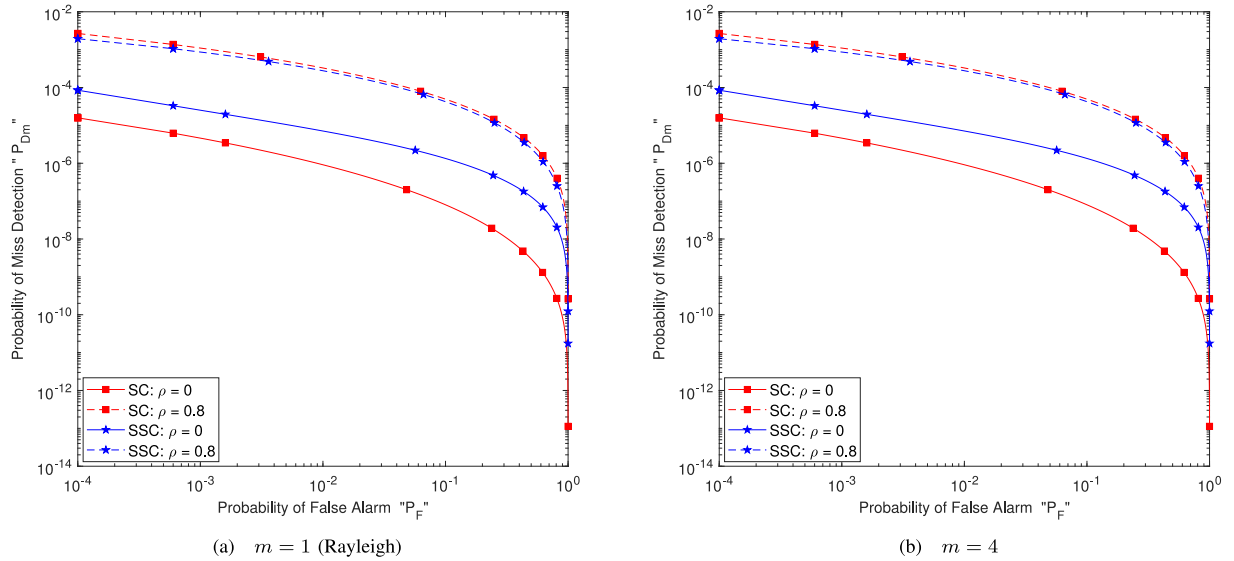 10^-2
10^-4
10^-6
10^-8
10^-10
10^-12
10^-14
Probability of Miss Detection " P_Dm"
SC: ρ = 0
SC: ρ = 0.8
SSC: ρ = 0
SSC: ρ = 0.8
10^-4 10^-3 10^-2 10^-1 10^0
Probability of False Alarm "P_F"
(a) m = 1 (Rayleigh)
10^-2
10^-4
10^-6
10^-8
10^-10
10^-12
10^-14
Probability of Miss Detection " P_Dm"
SC: ρ = 0
SC: ρ = 0.8
SSC: ρ = 0
SSC: ρ = 0.8
10^-4 10^-3 10^-2 10^-1 10^0
Probability of False Alarm "P_F"
(b) m = 4